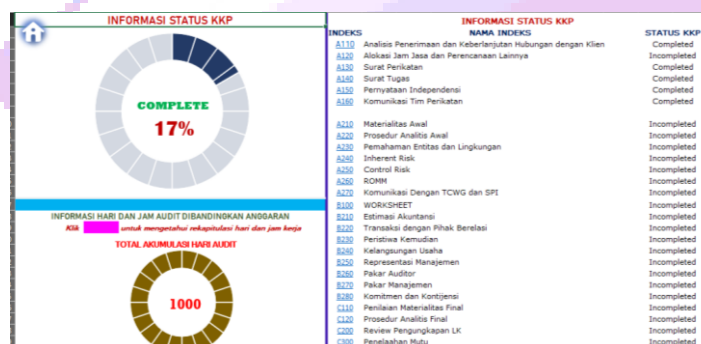 INFORMASI STATUS KKP
COMPLETE
17%
INFORMASI HARI DAN JAM AUDIT DIBANDINGKAN ANGGARAN
Klik untuk mengetahui rekapitulasi hari dan jam kerja
TOTAL AKUMULASI HARI AUDIT
1000
INFORMASI STATUS KKP
INDEKS NAMA INDEKS STATUS KKP
A110 Analisis Penerimaan dan Keberlanjutan Hubungan dengan Klien Completed
A120 Alokasi Jam Jasa dan Perencanaan Lainnya Incompleted
A130 Surat Perikatan Completed
A140 Surat Tugas Completed
A150 Pernyataan Independensi Completed
A160 Komunikasi Tim Perikatan Completed
A210 Materialitas Awal Incompleted
A220 Prosedur Analitis Awal Incompleted
A230 Pemahaman Entitas dan Lingkungan Incompleted
A240 Inherent Risk Incompleted
A250 Control Risk Incompleted
A260 ROMM Incompleted
A270 Komunikasi Dengan TCWG dan SPI Incompleted
B100 WORKSHEET Incompleted
B210 Estimasi Akuntansi Incompleted
B220 Transaksi dengan Pihak Berelasi Incompleted
B230 Peristiwa Kemudian Incompleted
B240 Kelangsungan Usaha Incompleted
B250 Representasi Manajemen Incompleted
B260 Pakar Auditor Incompleted
B270 Pakar Manajemen Incompleted
B280 Komitmen dan Kontijensi Incompleted
C110 Penilaian Materialitas Final Incompleted
C120 Prosedur Analitis Final Incompleted
C200 Review Pengungkapan LK Incompleted
C300 Penelaahan Mutu Incompleted